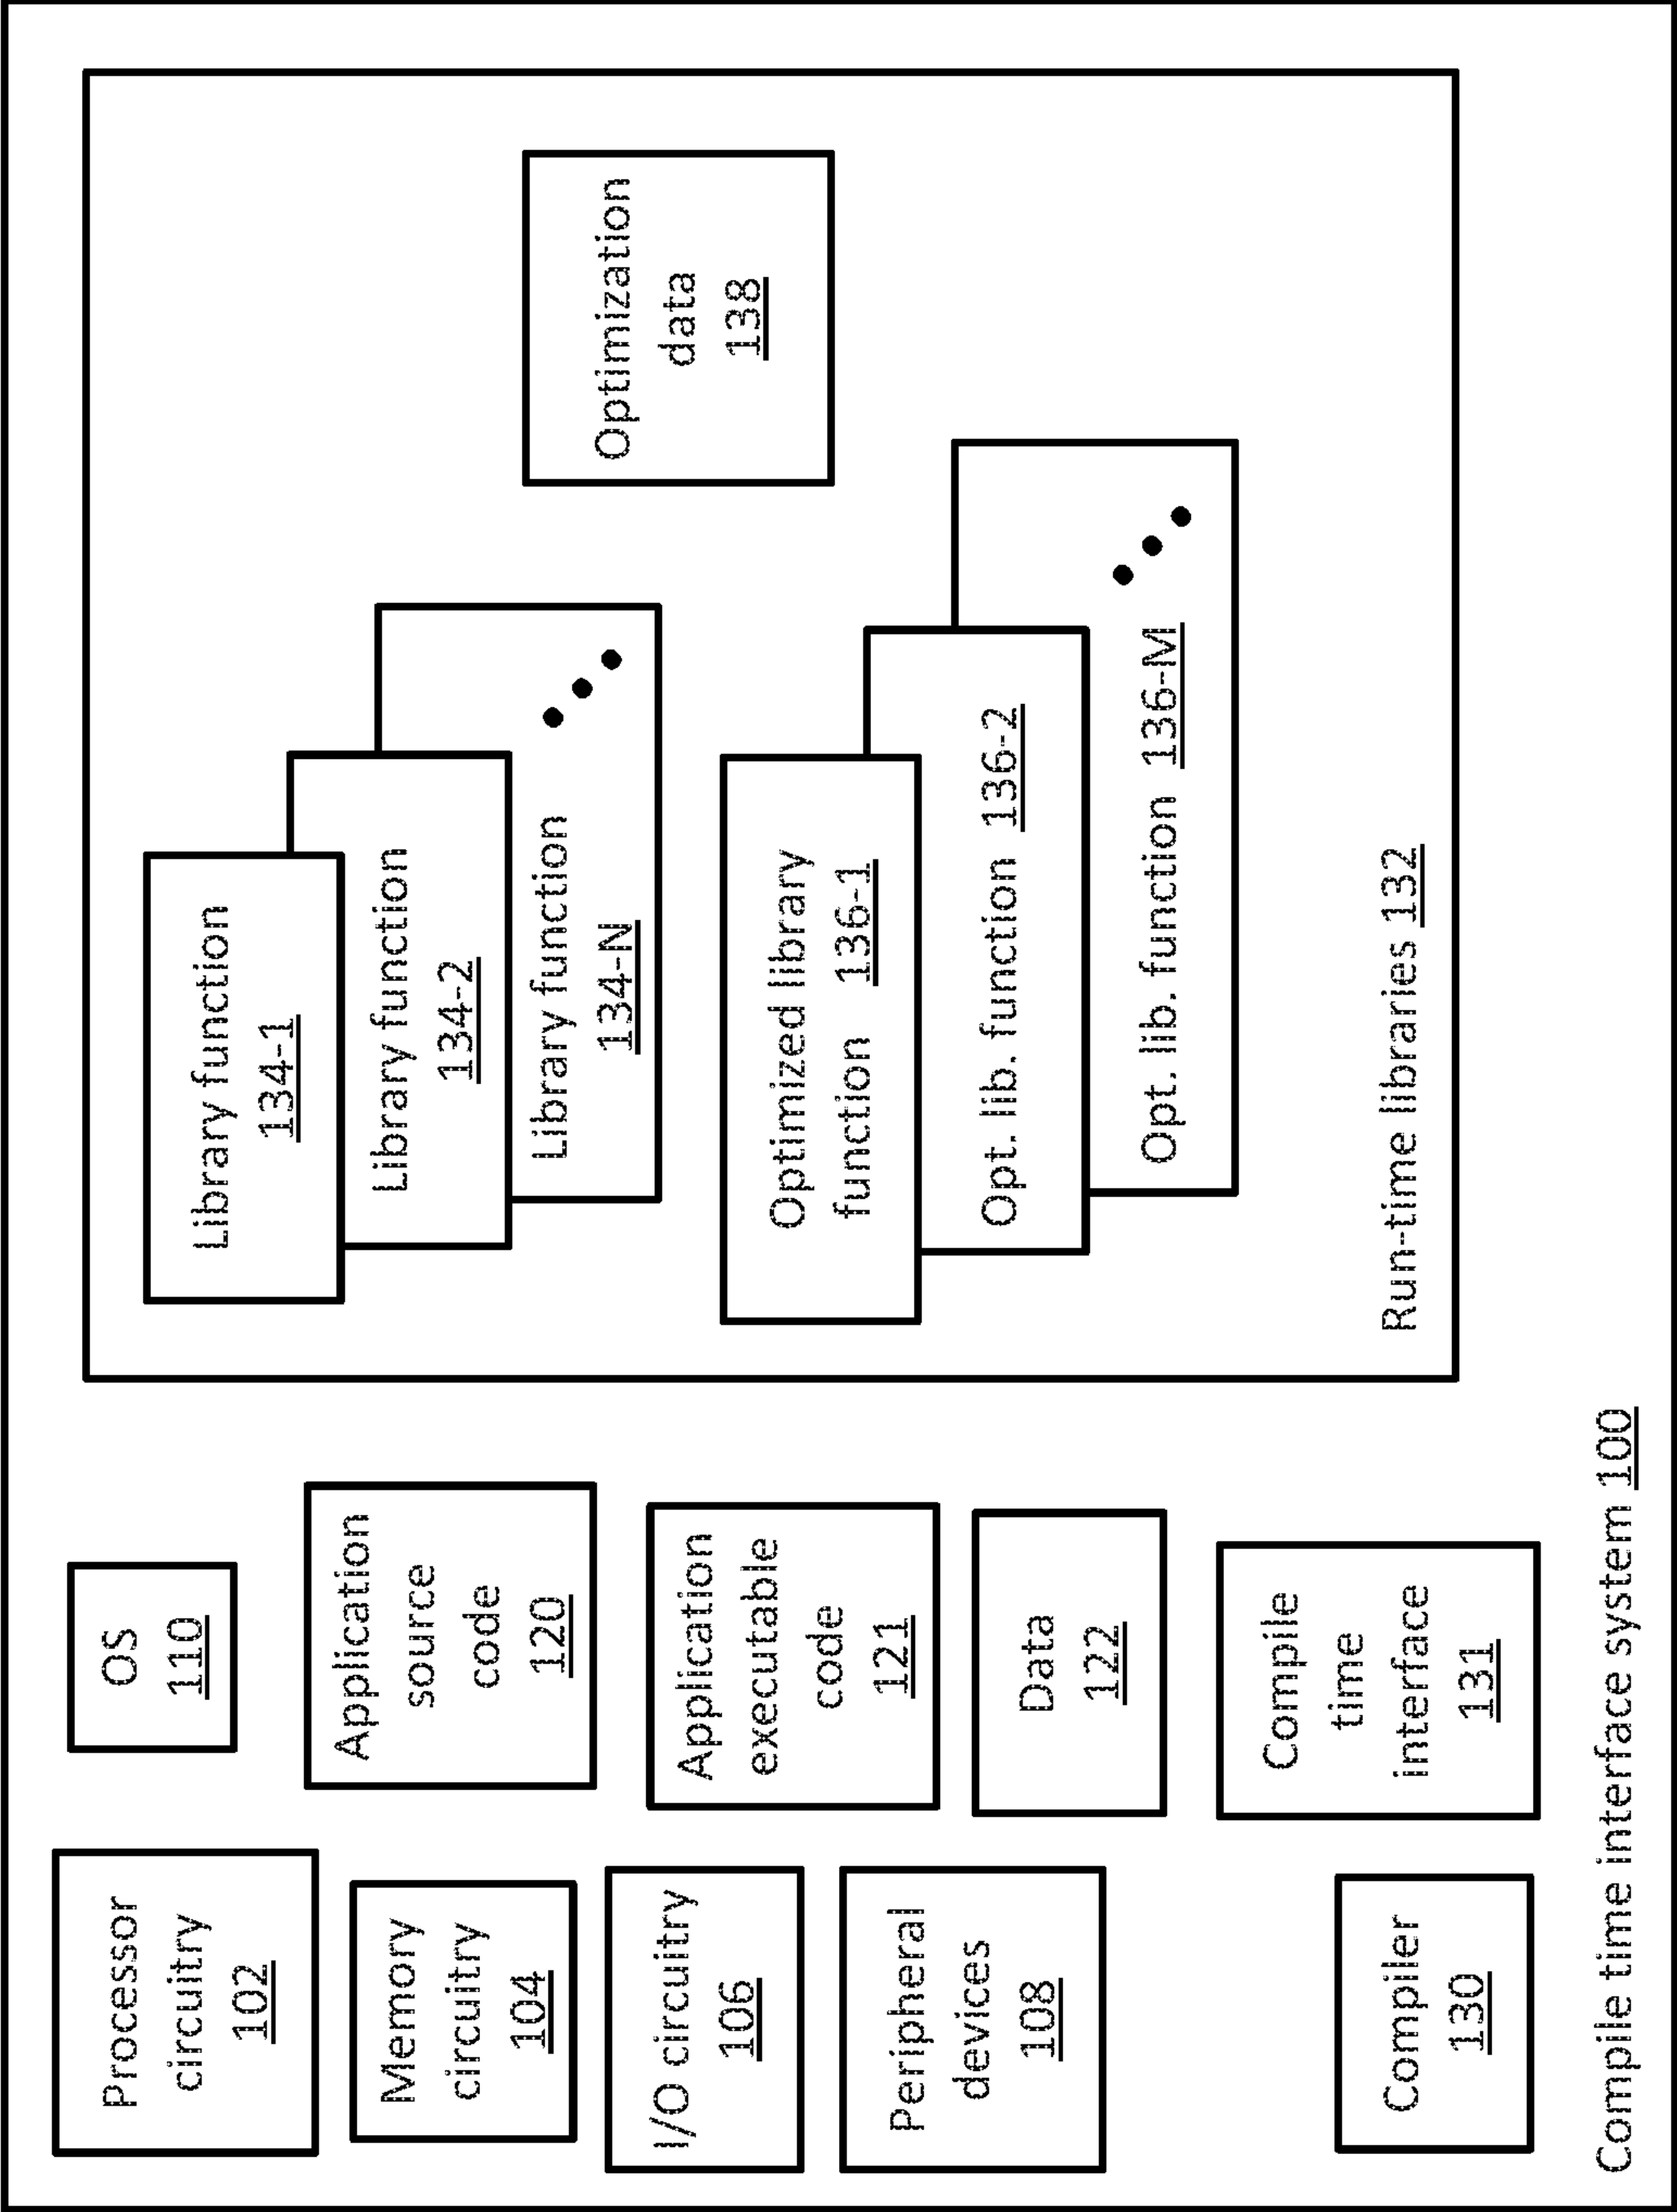 Processor
circuitry
102
Memory
circuitry
104
I/O circuitry
106
Peripheral
devices
108
Compiler
130
OS
110
Application
source
code
120
Application
executable
code
121
Data
122
Compile
time
interface
131
Library function
134-1
Library function
134-2
Library function
134-N
Optimized library
function 136-1
Opt. lib. function 136-2
Opt. lib. function 136-M
Optimization
data
138
Run-time libraries 132
Compile time interface system 100